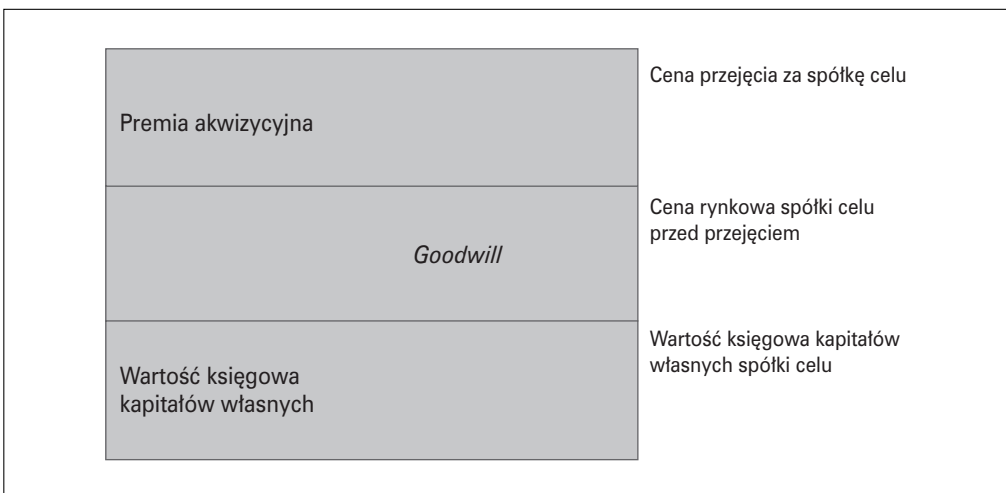 Cena przejęcia za spółkę celu
Premia akwizycyjna
Cena rynkowa spółki celu
przed przejęciem
Goodwill
Wartość księgowa kapitałów
własnych spółki celu
Wartość księgowa
kapitałów własnych